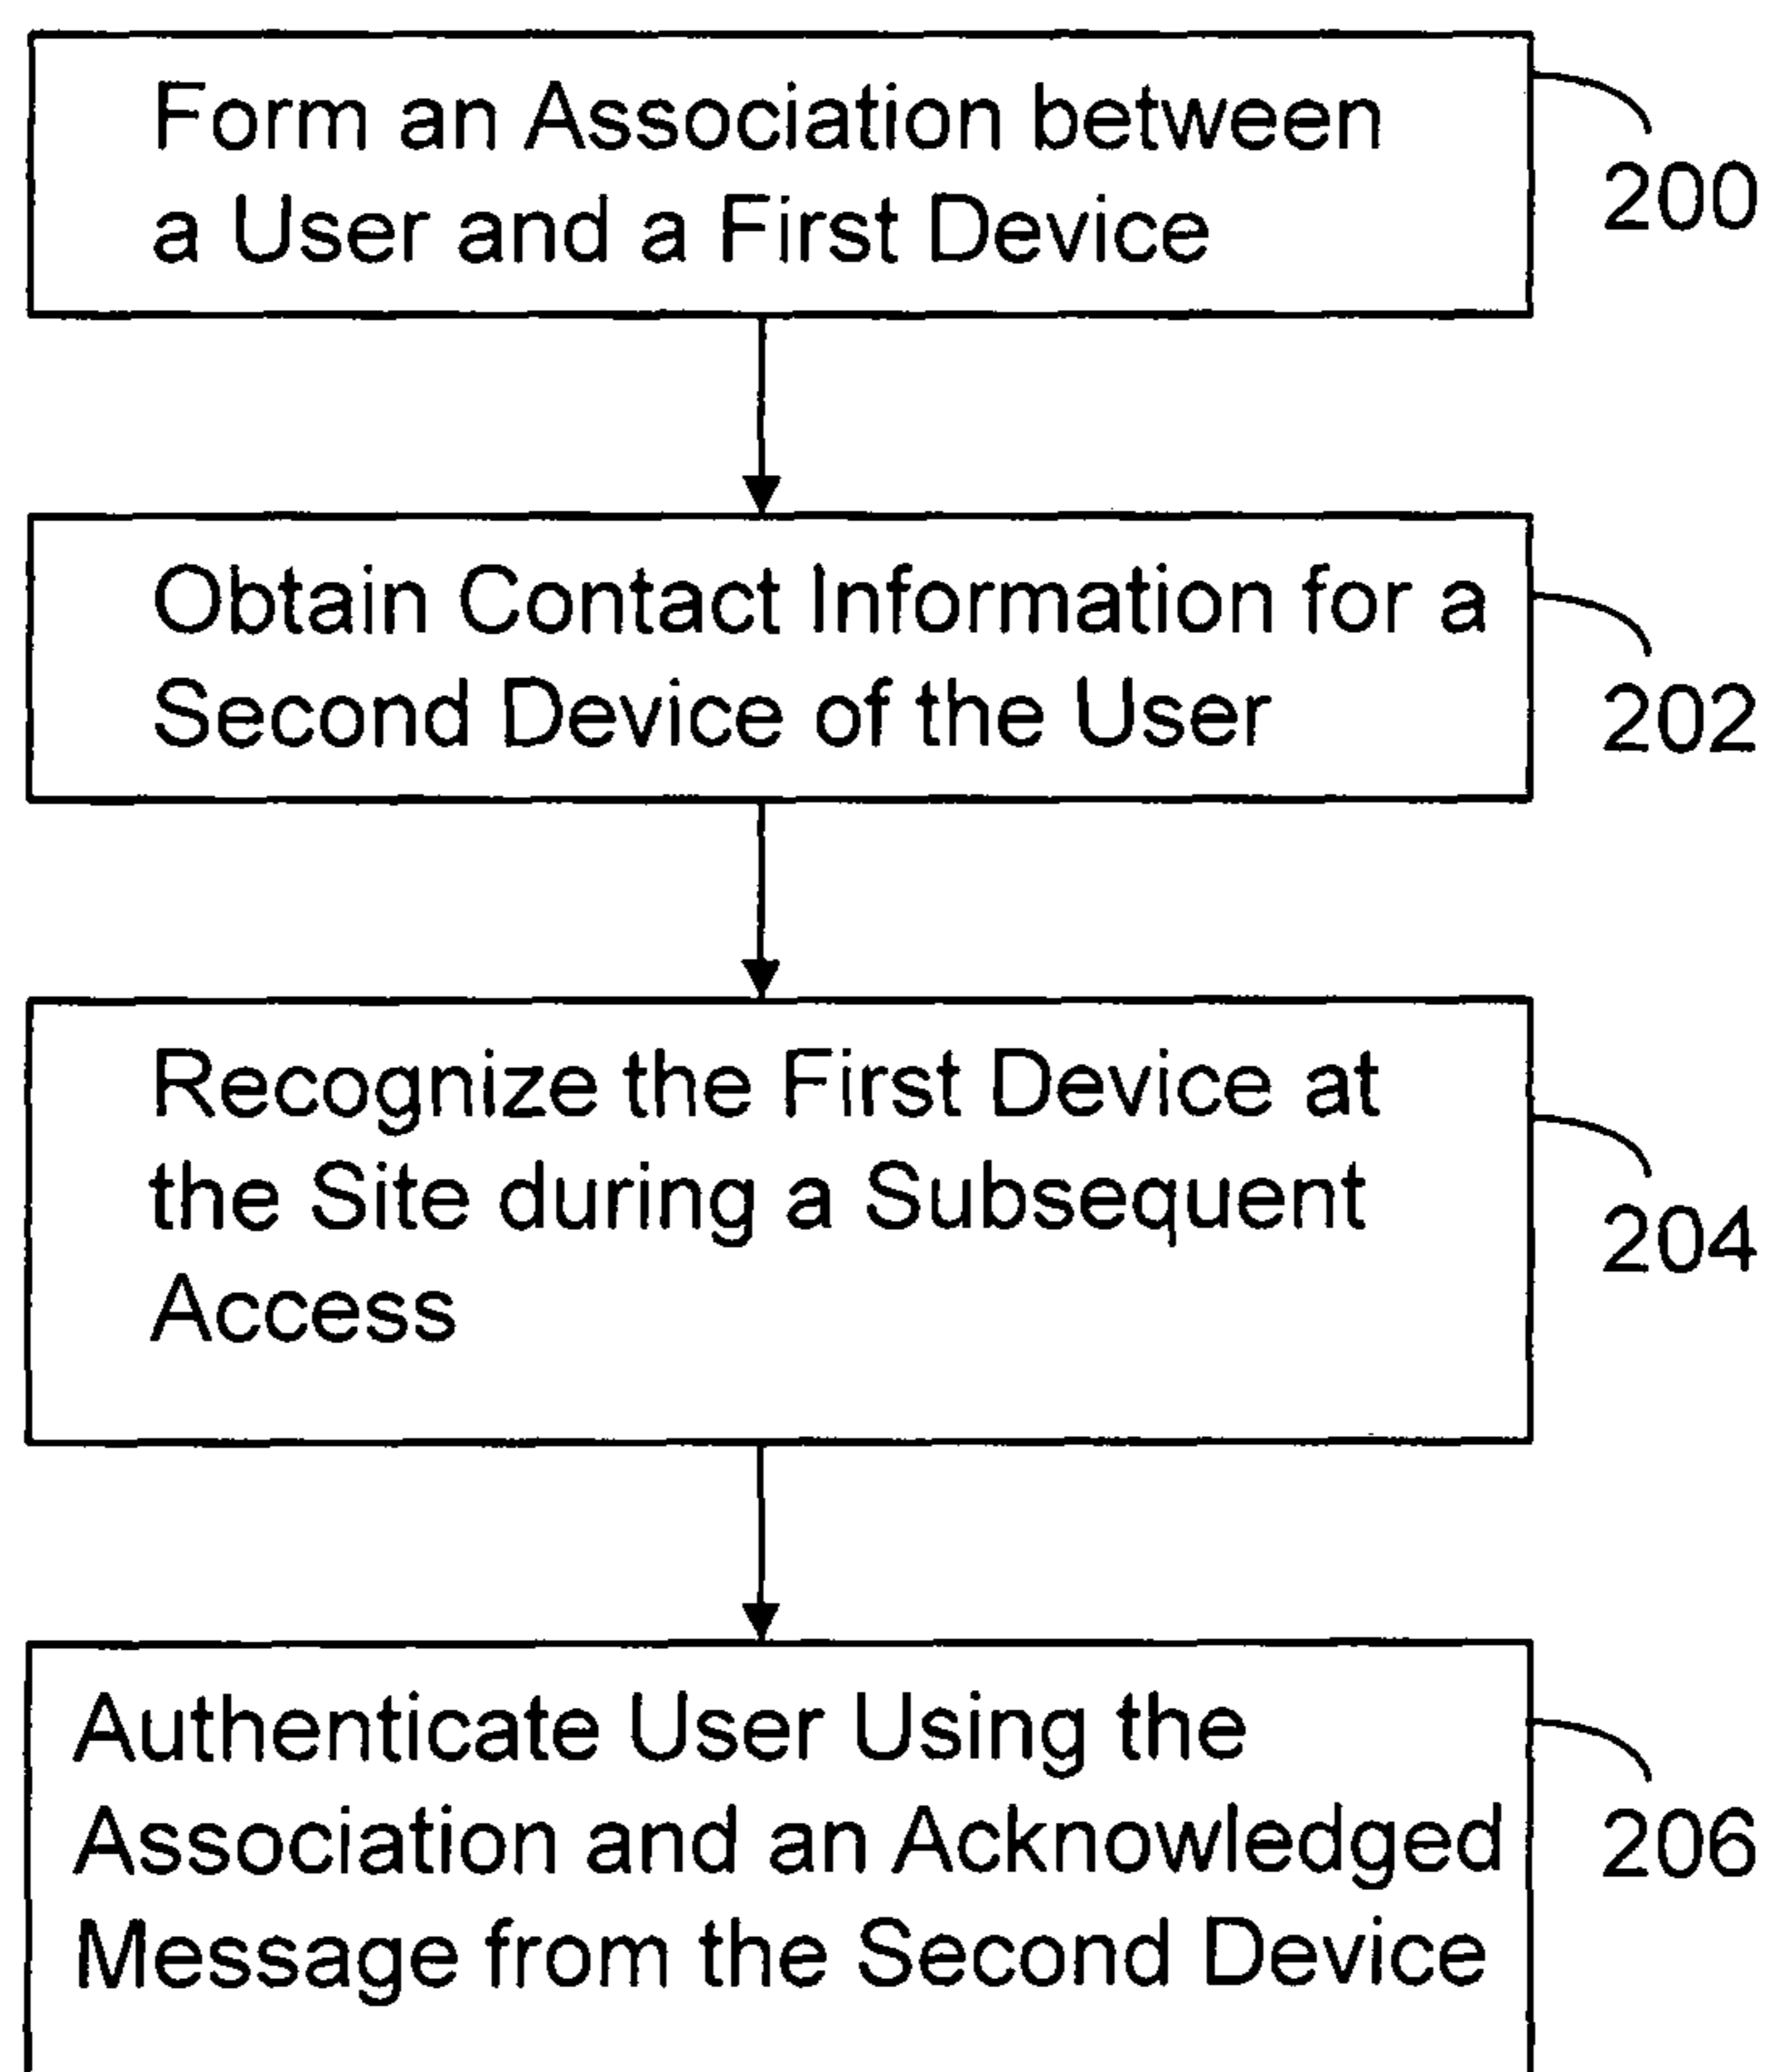 Form an Association between
a User and a First Device
200
Obtain Contact Information for a
Second Device of the User
202
Recognize the First Device at
the Site during a Subsequent
Access
204
Authenticate User Using the
Association and an Acknowledged
Message from the Second Device
206